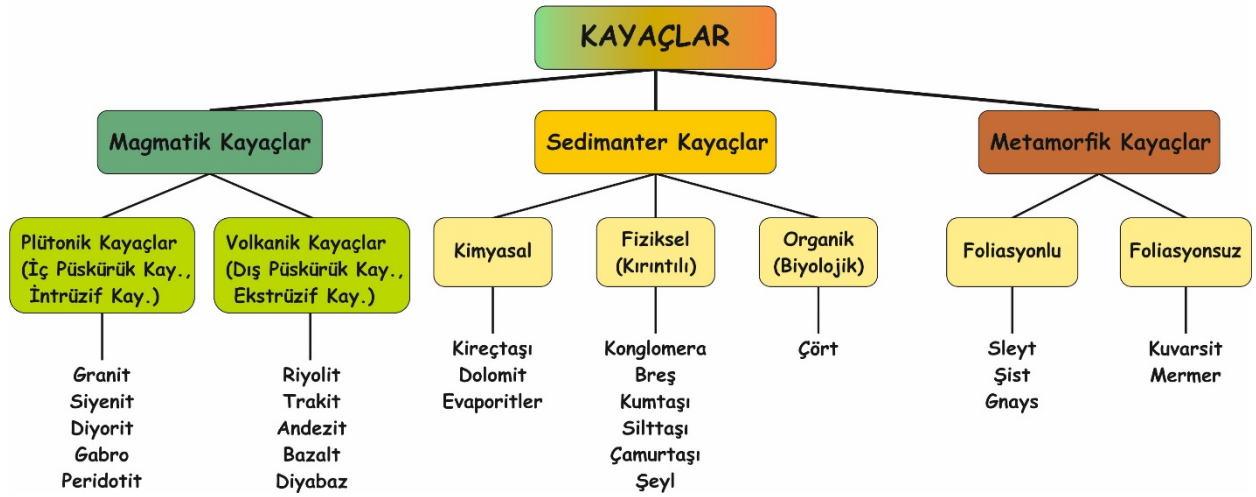 KAYAÇLAR
Magmatik Kayaçlar
Sedimanter Kayaçlar
Metamorfik Kayaçlar
Plütonik Kayaçlar
(İç Püskürük Kay.,
İntrüzif Kay.)
Volkanik Kayaçlar
(Dış Püskürük Kay.,
Ekstrüzif Kay.)
Kimyasal
Fiziksel
(Kırıntılı)
Organik
(Biyolojik)
Foliasyonlu
Foliasyonsuz
Granit
Siyenit
Diyorit
Gabro
Peridotit
Riyolit
Trakit
Andezit
Bazalt
Diyabaz
Kireçtaşı
Dolomit
Evaporitler
Konglomera
Breş
Kumtaşı
Silttaşı
Çamurtaşı
Şeyl
Çört
Sleyt
Şist
Gnays
Kuvarsit
Mermer